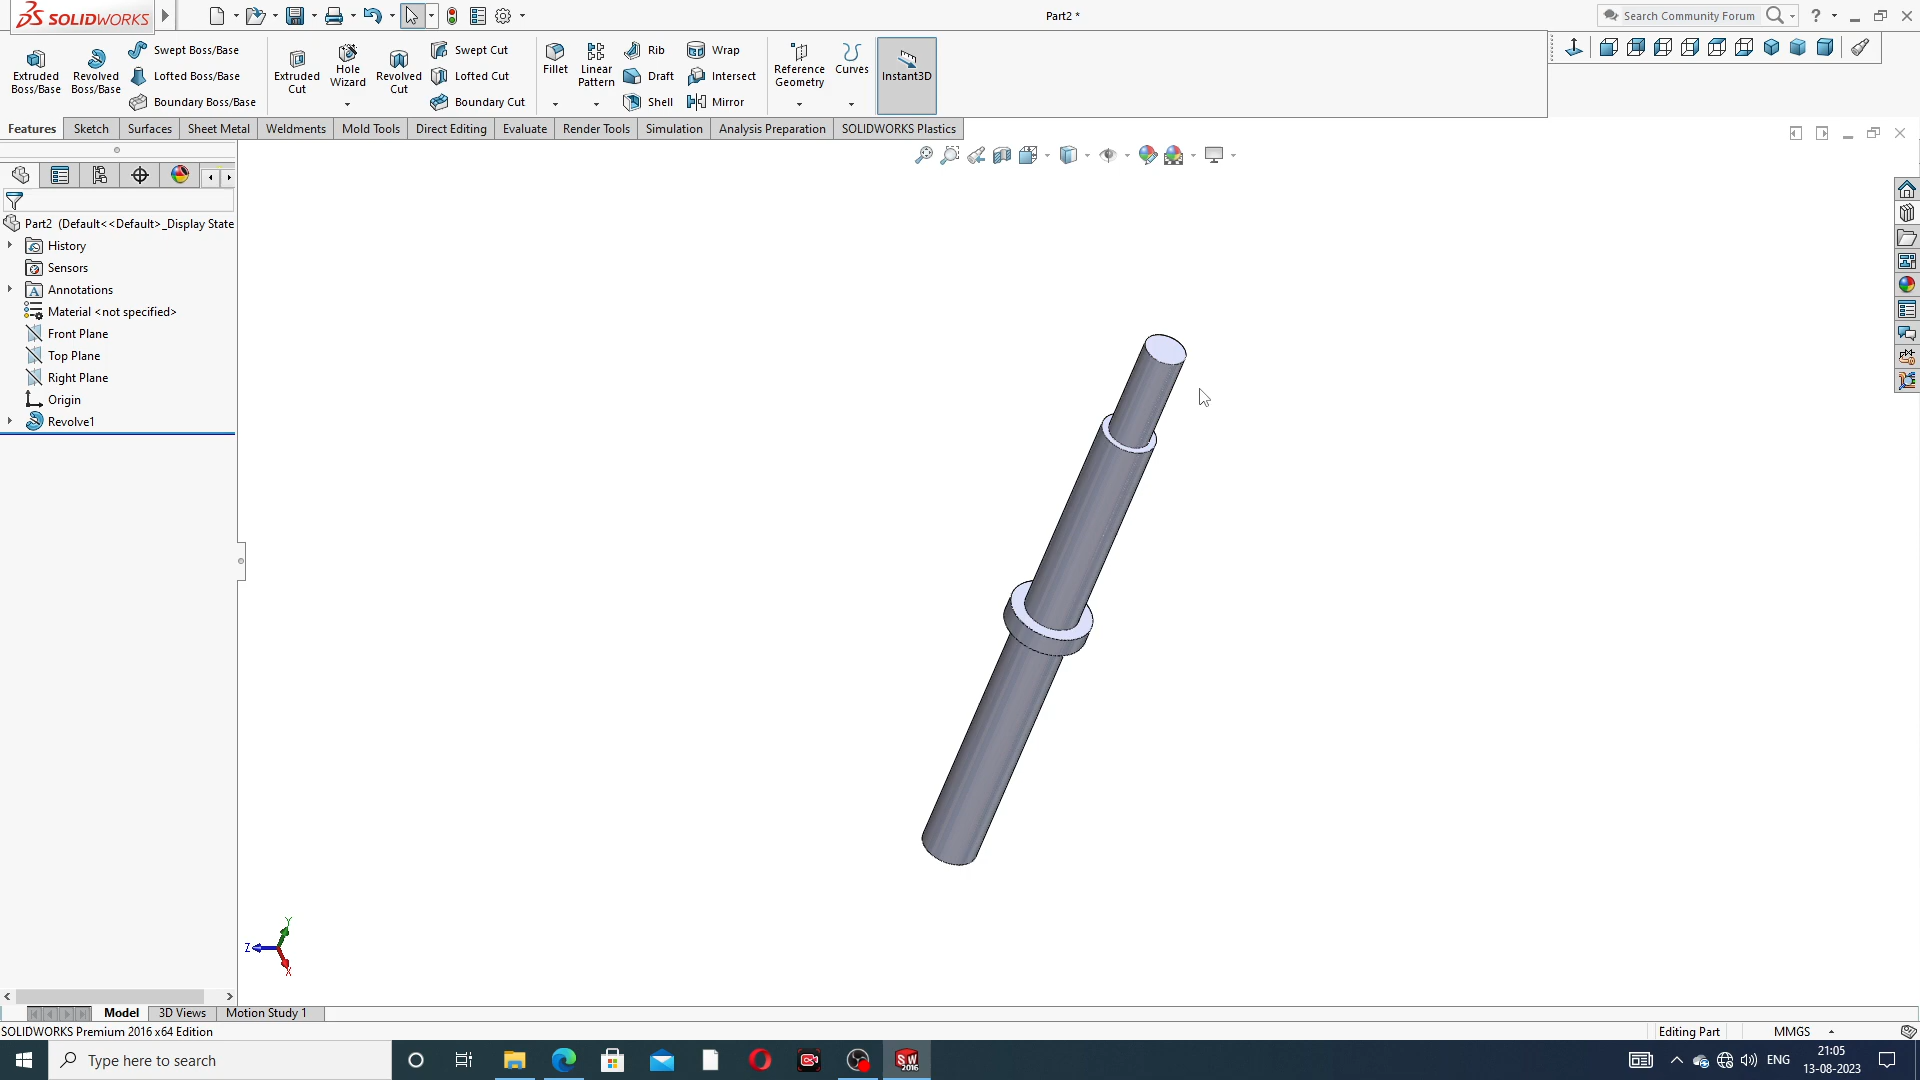 SOLIDWORKS
Part2 *
Search Community Forum
?
Extruded Boss/Base
Revolved Boss/Base
Swept Boss/Base
Lofted Boss/Base
Boundary Boss/Base
Extruded Cut
Hole Wizard
Revolved Cut
Swept Cut
Lofted Cut
Boundary Cut
Fillet
Linear Pattern
Rib
Draft
Shell
Wrap
Intersect
Mirror
Reference Geometry
Curves
Instant3D
Features
Sketch
Surfaces
Sheet Metal
Weldments
Mold Tools
Direct Editing
Evaluate
Render Tools
Simulation
Analysis Preparation
SOLIDWORKS Plastics
Part2 (Default<<Default>_Display State
History
Sensors
A Annotations
Material <not specified>
Front Plane
Top Plane
Right Plane
Origin
Revolve1
Y
Z
X
Model
3D Views
Motion Study 1
SOLIDWORKS Premium 2016 x64 Edition
Editing Part
MMGS
Type here to search
SW
2016
ENG
21:05
13-08-2023